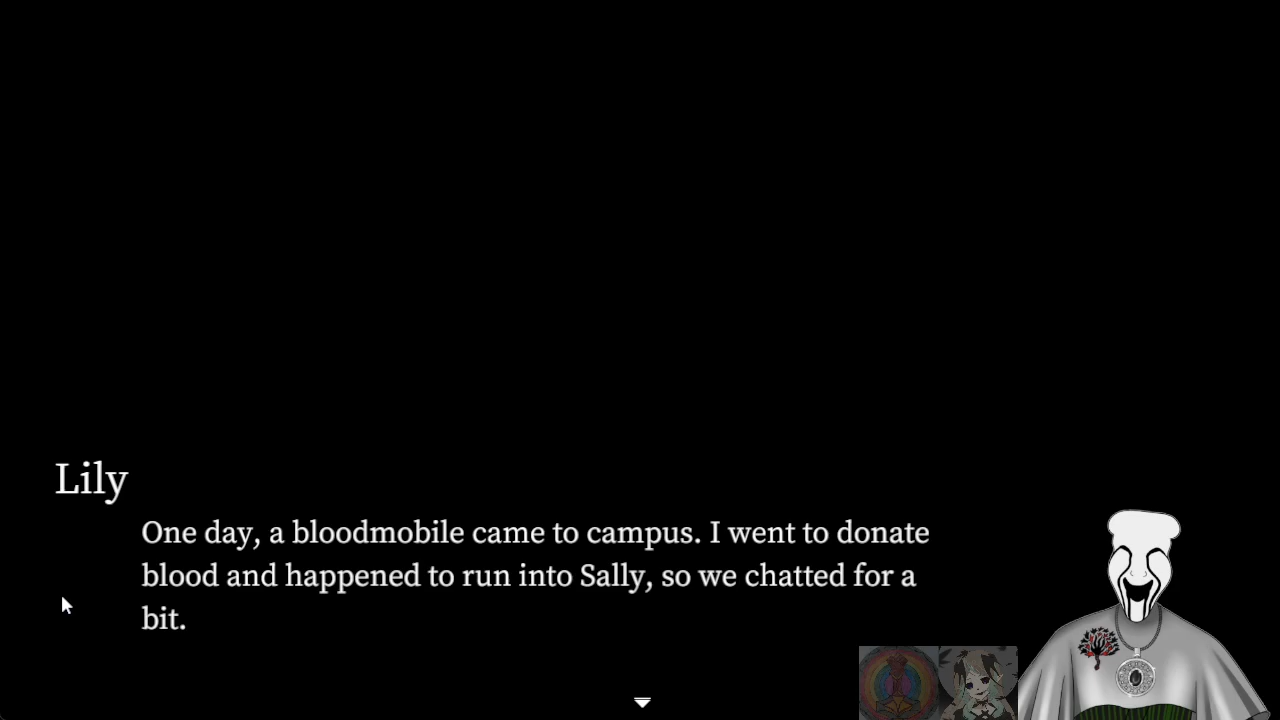 Lily
One day, a bloodmobile came to campus. I went to donate
blood and happened to run into Sally, so we chatted for a
bit.